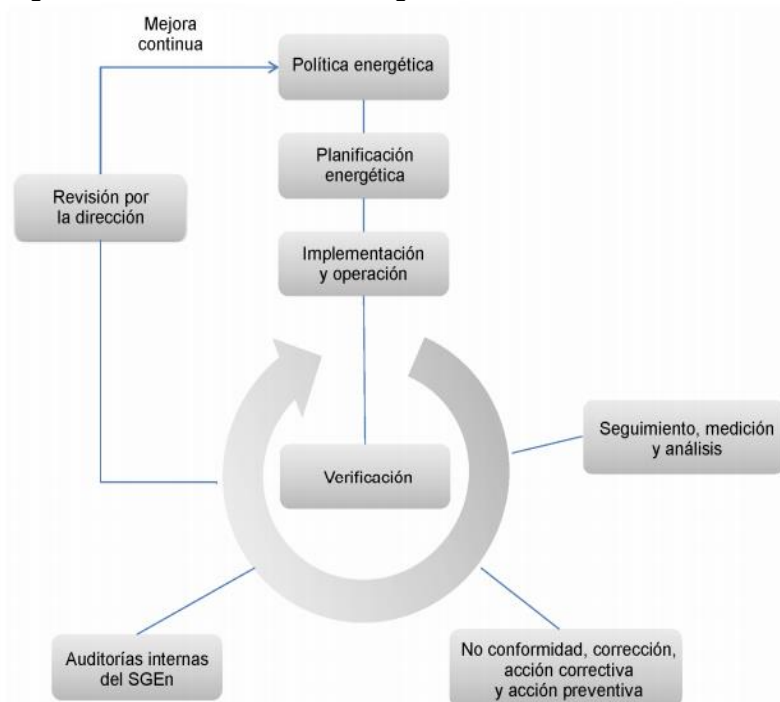 Mejora
continua
Política energética
Planificación
energética
Revisión por
la dirección
Implementación
y operación
Seguimiento, medición
y análisis
Verificación
Auditorías internas
del SGEn
No conformidad, corrección,
acción correctiva
y acción preventiva